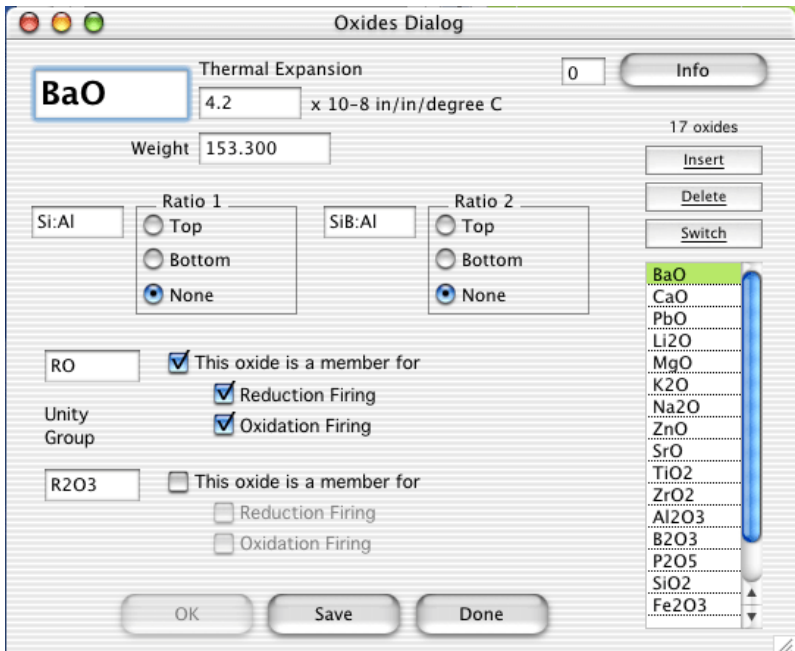 Oxides Dialog
BaO
Thermal Expansion
4.2 x 10-8 in/in/degree C
0
Info
Weight 153.300
17 oxides
Insert
Delete
Switch
Si:Al
Ratio 1
Top
Bottom
None
SiB:Al
Ratio 2
Top
Bottom
None
BaO
CaO
PbO
Li2O
MgO
K2O
Na2O
ZnO
SrO
TiO2
ZrO2
Al2O3
B2O3
P2O5
SiO2
Fe2O3
RO
This oxide is a member for
Reduction Firing
Oxidation Firing
Unity
Group
R2O3
This oxide is a member for
Reduction Firing
Oxidation Firing
OK
Save
Done